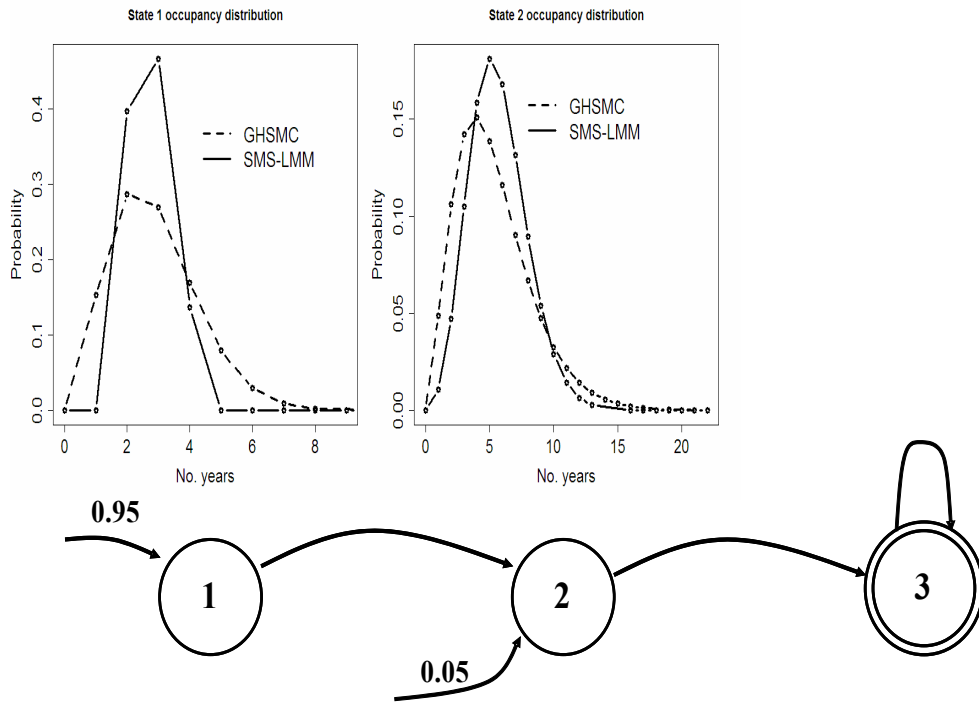 State 1 occupancy distribution
Probability
0.0 0.1 0.2 0.3 0.4
GHSMC
SMS-LMM
0 2 4 6 8
No. years
State 2 occupancy distribution
Probability
0.00 0.05 0.10 0.15
GHSMC
SMS-LMM
0 5 10 15 20
No. years
0.95
1
2
3
0.05